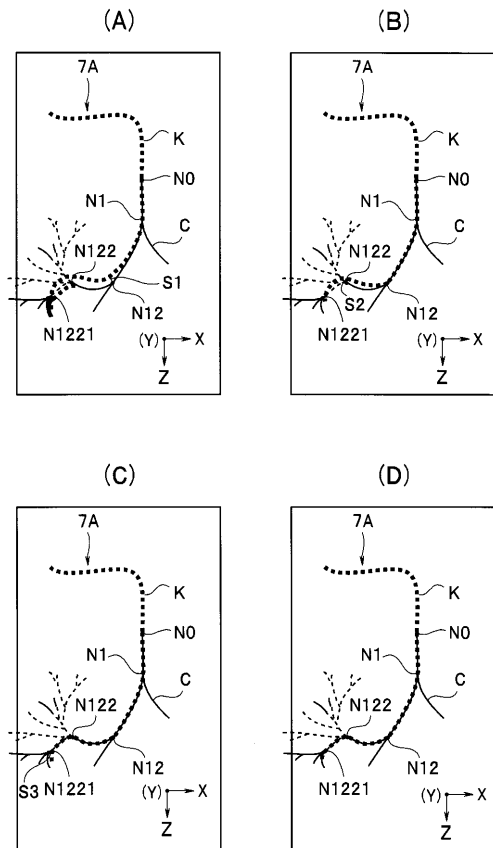 (A)
7A
K
N0
N1
C
N122
S1
N12
N1221
(Y) X
Z
(B)
7A
K
N0
N1
C
N122
S2 N12
N1221
(Y) X
Z
(C)
7A
K
N0
N1
C
N122
N12
S3 N1221
(Y) X
Z
(D)
7A
K
N0
N1
C
N122
N12
N1221
(Y) X
Z